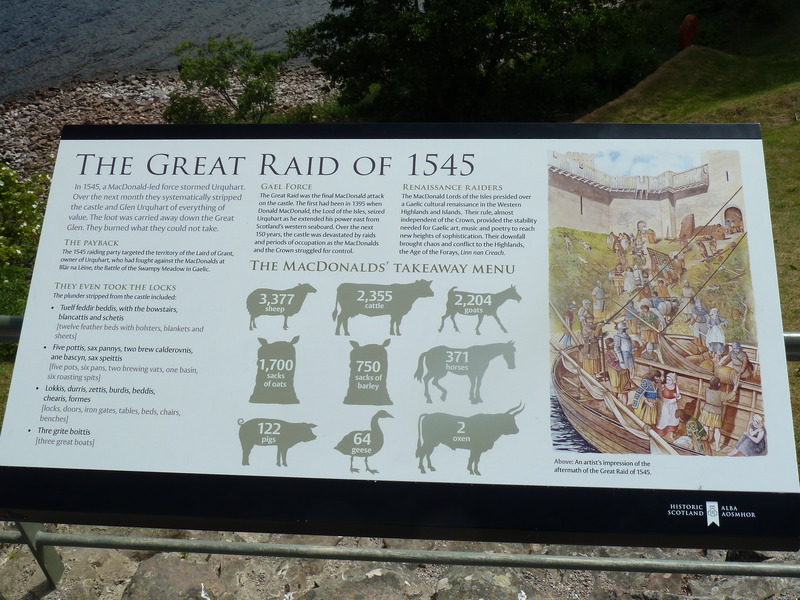 THE GREAT RAID OF 1545
In 1545, a MacDonald-led force stormed Urquhart.
Over the next month they systematically stripped
the castle and Glen Urquhart of everything of
value. The loot was carried away down the Great
Glen. They burned what they could not take.
THE PAYBACK
The 1545 raiding party targeted the territory of the Laird of Grant,
owner of Urquhart, who had fought against the MacDonalds at
Blàr na Lèine, the Battle of the Swampy Meadow in Gaelic.
THEY EVEN TOOK THE LOCKS
The plunder stripped from the castle included:
• Tuelf feddir beddis, with the bowstairs,
blancattis and schetis
[twelve feather beds with bolsters, blankets and
sheets]
• Five pottis, sax pannys, two brew calderovnis,
ane bascyn, sax speittis
[five pots, six pans, two brewing vats, one basin,
six roasting spits]
• Lokkis, durris, zettis, burdis, beddis,
chearis, formes
[locks, doors, iron gates, tables, beds, chairs,
benches]
• Thre grite boittis
[three great boats]
GAEL FORCE
The Great Raid was the final MacDonald attack
on the castle. The first had been in 1395 when
Donald MacDonald, the Lord of the Isles, seized
Urquhart as he extended his power east from
Scotland's western seaboard. Over the next
150 years, the castle was devastated by raids
and periods of occupation as the MacDonalds
and the Crown struggled for control.
RENAISSANCE RAIDERS
The MacDonald Lords of the Isles presided over
a Gaelic cultural renaissance in the Western
Highlands and Islands. Their rule, almost
independent of the Crown, provided the stability
needed for Gaelic art, music and poetry to reach
new heights of sophistication. Their downfall
brought chaos and conflict to the Highlands,
the Age of the Forays, Linn nan Creach.
THE MACDONALDS' TAKEAWAY MENU
3,377
sheep
2,355
cattle
2,204
goats
1,700
sacks
of oats
750
sacks of
barley
371
horses
122
pigs
64
geese
2
oxen
Above: An artist's impression of the
aftermath of the Great Raid of 1545.
HISTORIC
SCOTLAND
ALBA
AOSMHOR